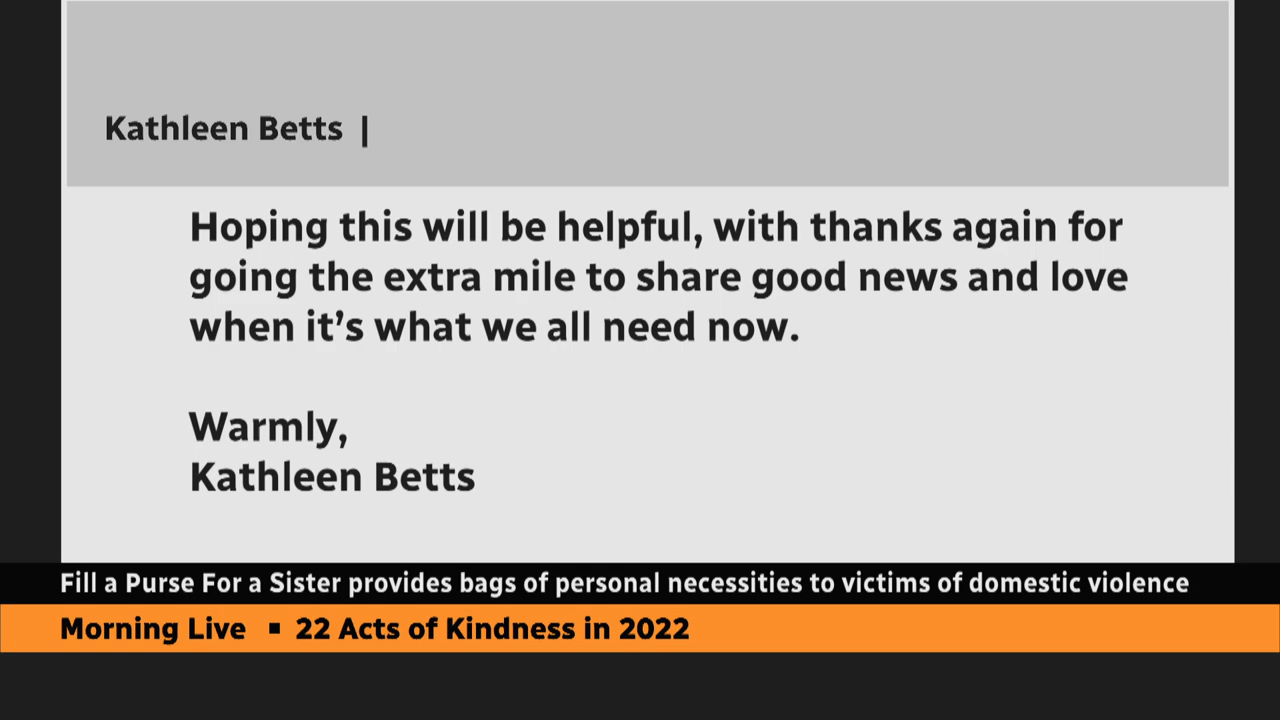 Kathleen Betts |
Hoping this will be helpful, with thanks again for
going the extra mile to share good news and love
when it’s what we all need now.
Warmly,
Kathleen Betts
Fill a Purse For a Sister provides bags of personal necessities to victims of domestic violence
Morning Live ▪ 22 Acts of Kindness in 2022